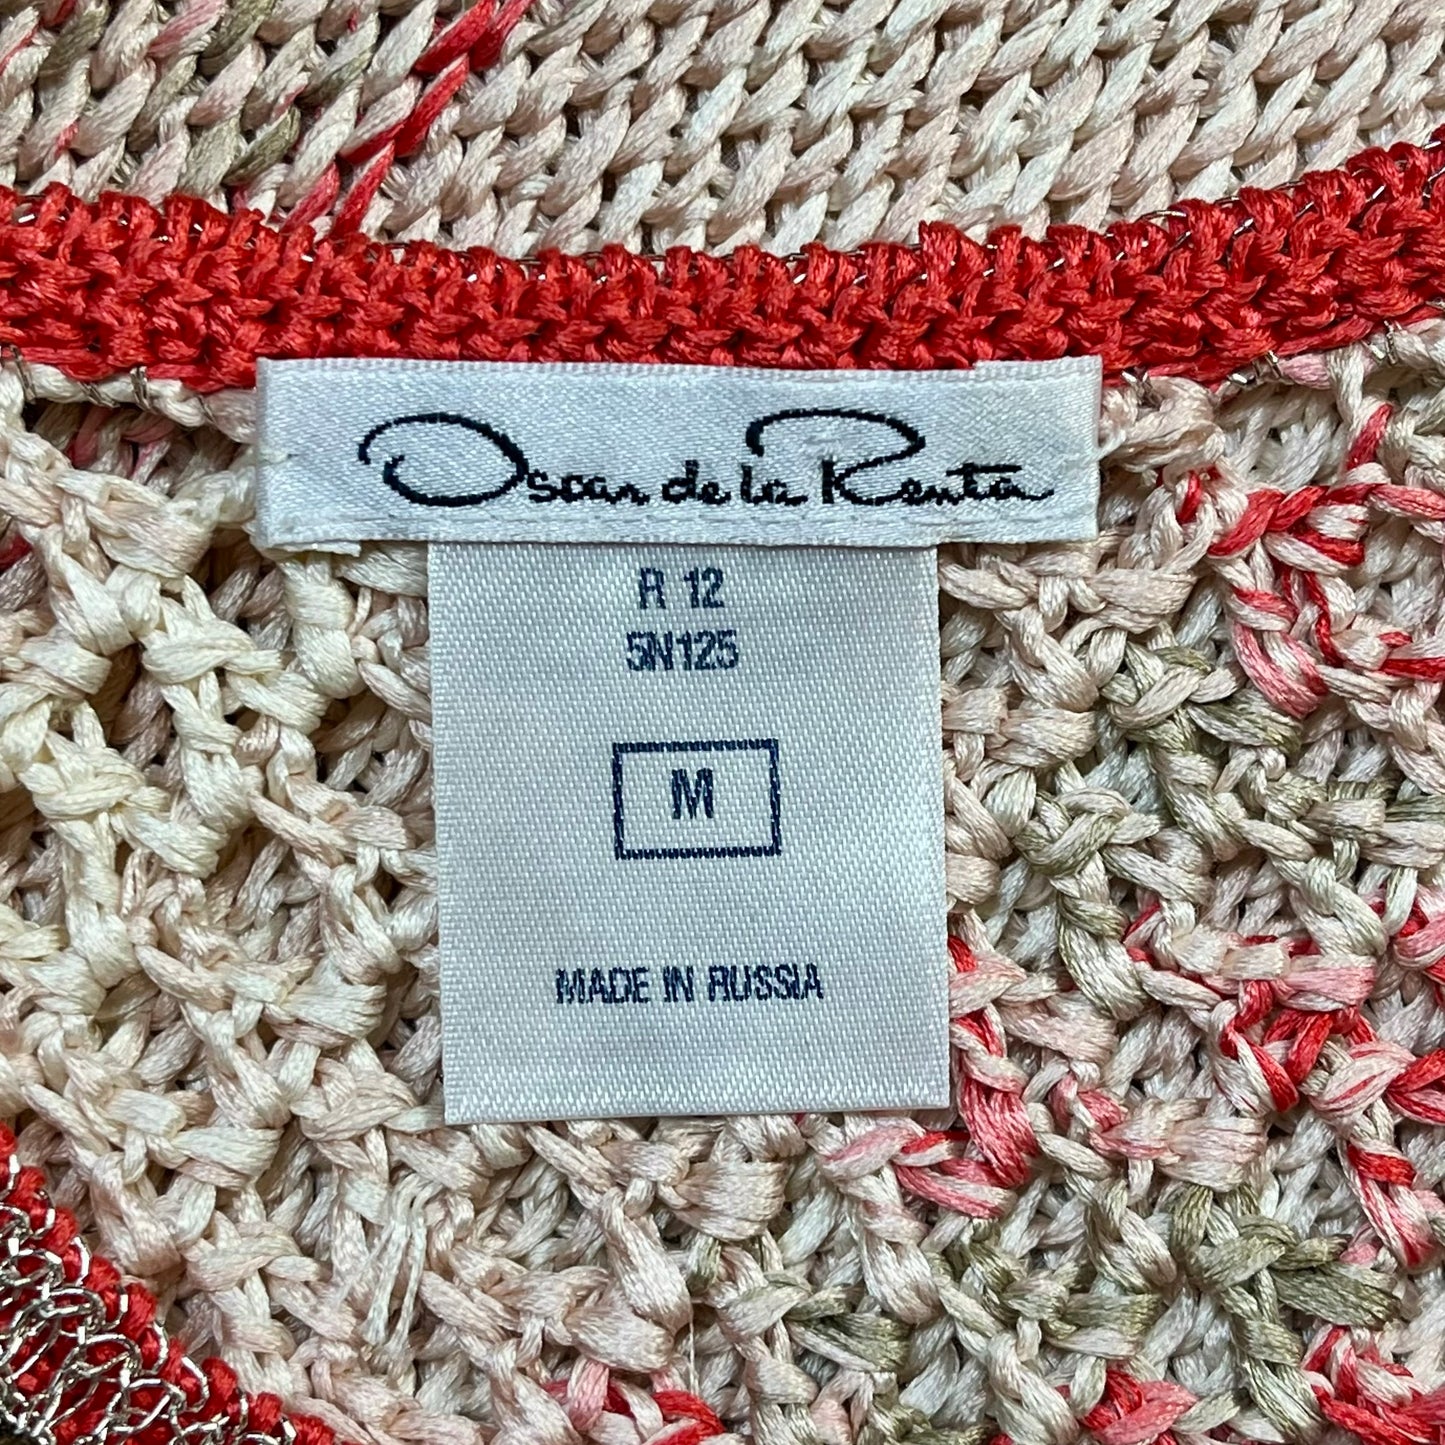 Oscar de la Renta
R 12
5N125
M
MADE IN RUSSIA